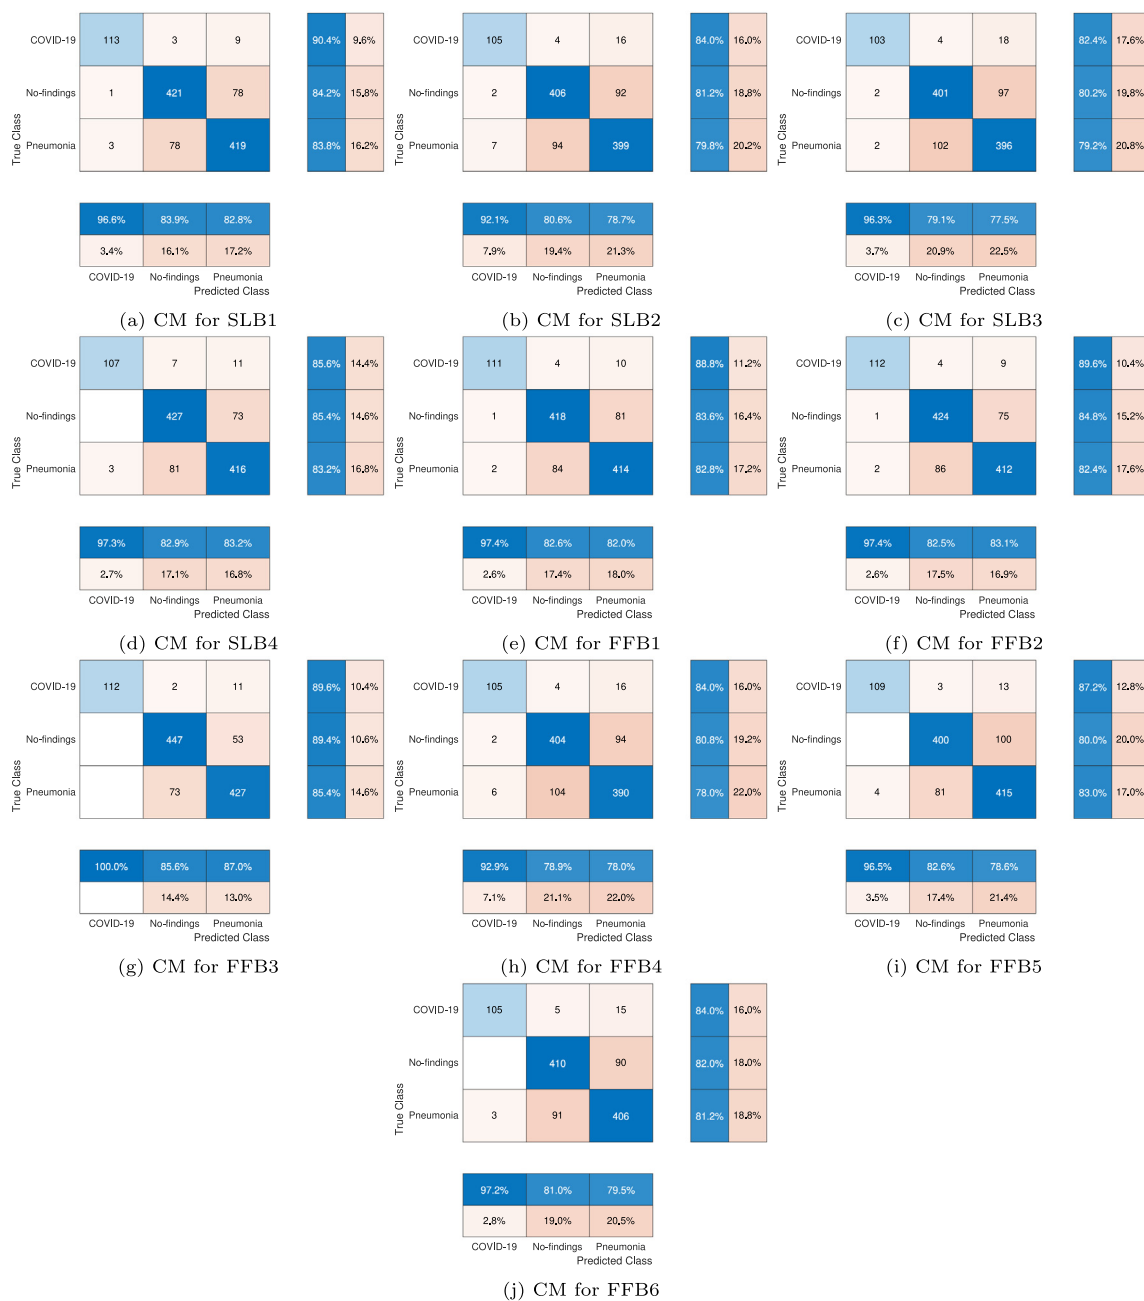 COVID-19 113 3 9 90.4% 9.6%
No-findings 1 421 78 84.2% 15.8%
Pneumonia 3 78 419 83.8% 16.2%
True Class
96.6% 83.9% 82.8%
3.4% 16.1% 17.2%
COVID-19 No-findings Pneumonia
Predicted Class
(a) CM for SLB1
COVID-19 105 4 16 84.0% 16.0%
No-findings 2 406 92 81.2% 18.8%
Pneumonia 7 94 399 79.8% 20.2%
True Class
92.1% 80.6% 78.7%
7.9% 19.4% 21.3%
COVID-19 No-findings Pneumonia
Predicted Class
(b) CM for SLB2
COVID-19 103 4 18 82.4% 17.6%
No-findings 2 401 97 80.2% 19.8%
Pneumonia 2 102 396 79.2% 20.8%
True Class
96.3% 79.1% 77.5%
3.7% 20.9% 22.5%
COVID-19 No-findings Pneumonia
Predicted Class
(c) CM for SLB3
COVID-19 107 7 11 85.6% 14.4%
No-findings 427 73 85.4% 14.6%
Pneumonia 3 81 416 83.2% 16.8%
True Class
97.3% 82.9% 83.2%
2.7% 17.1% 16.8%
COVID-19 No-findings Pneumonia
Predicted Class
(d) CM for SLB4
COVID-19 111 4 10 88.8% 11.2%
No-findings 1 418 81 83.6% 16.4%
Pneumonia 2 84 414 82.8% 17.2%
True Class
97.4% 82.6% 82.0%
2.6% 17.4% 18.0%
COVID-19 No-findings Pneumonia
Predicted Class
(e) CM for FFB1
COVID-19 112 4 9 89.6% 10.4%
No-findings 1 424 75 84.8% 15.2%
Pneumonia 2 86 412 82.4% 17.6%
True Class
97.4% 82.5% 83.1%
2.6% 17.5% 16.9%
COVID-19 No-findings Pneumonia
Predicted Class
(f) CM for FFB2
COVID-19 112 2 11 89.6% 10.4%
No-findings 447 53 89.4% 10.6%
Pneumonia 73 427 85.4% 14.6%
True Class
100.0% 85.6% 87.0%
14.4% 13.0%
COVID-19 No-findings Pneumonia
Predicted Class
(g) CM for FFB3
COVID-19 105 4 16 84.0% 16.0%
No-findings 2 404 94 80.8% 19.2%
Pneumonia 6 104 390 78.0% 22.0%
True Class
92.9% 78.9% 78.0%
7.1% 21.1% 22.0%
COVID-19 No-findings Pneumonia
Predicted Class
(h) CM for FFB4
COVID-19 109 3 13 87.2% 12.8%
No-findings 400 100 80.0% 20.0%
Pneumonia 4 81 415 83.0% 17.0%
True Class
96.5% 82.6% 78.6%
3.5% 17.4% 21.4%
COVID-19 No-findings Pneumonia
Predicted Class
(i) CM for FFB5
COVID-19 105 5 15 84.0% 16.0%
No-findings 410 90 82.0% 18.0%
Pneumonia 3 91 406 81.2% 18.8%
True Class
97.2% 81.0% 79.5%
2.8% 19.0% 20.5%
COVID-19 No-findings Pneumonia
Predicted Class
(j) CM for FFB6